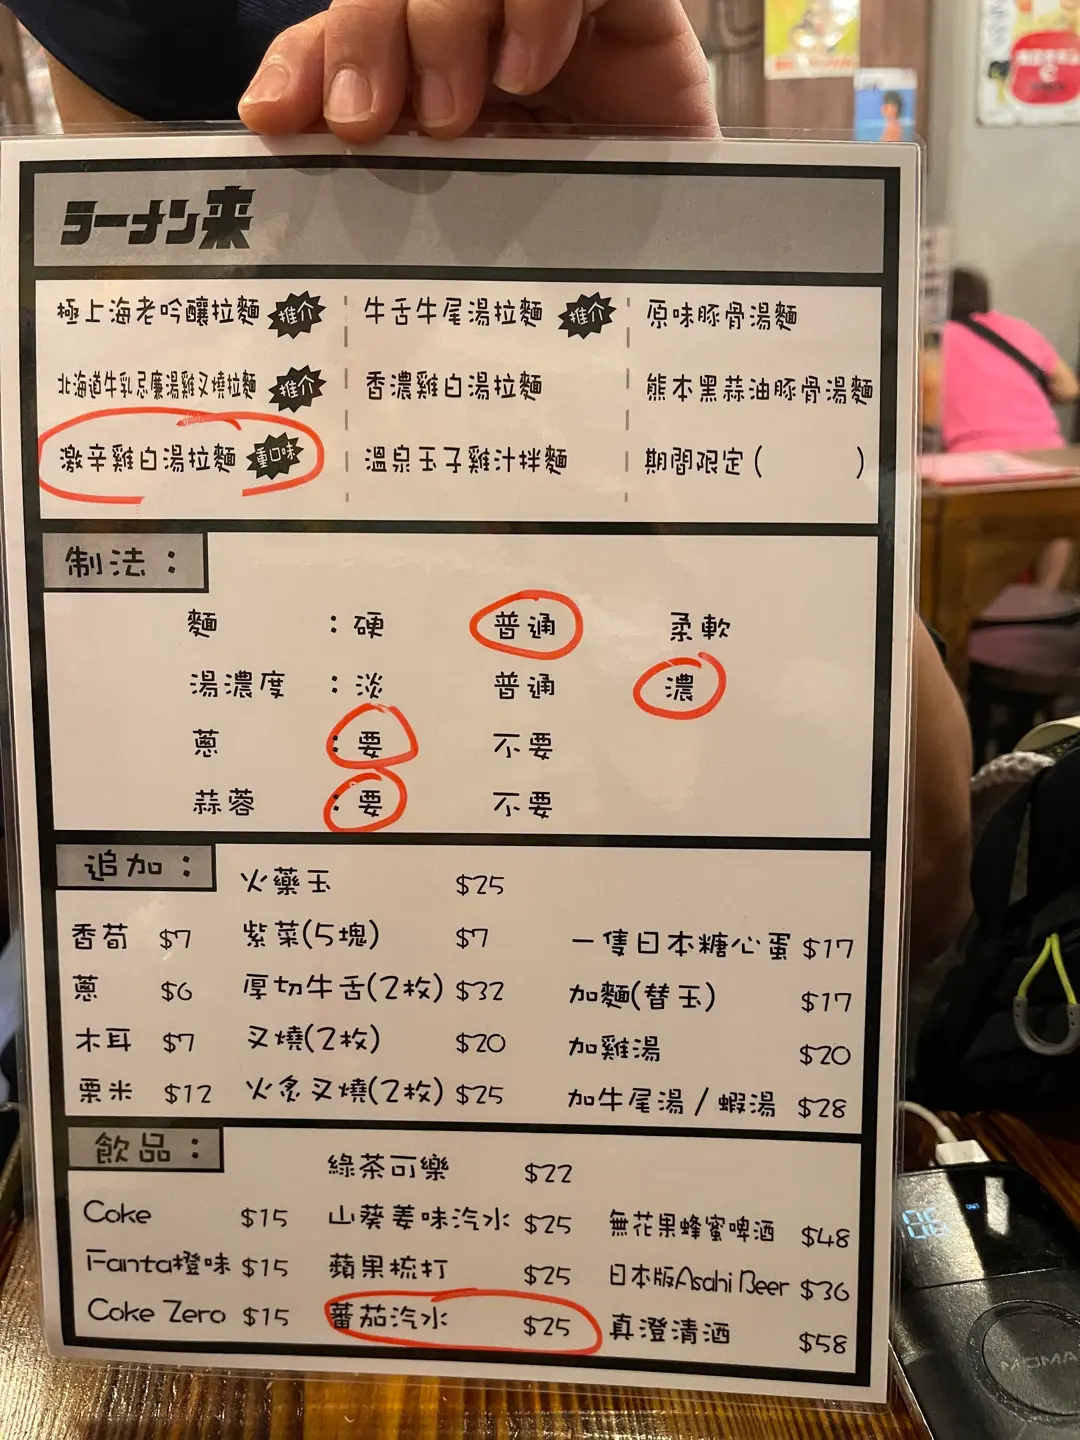 ラーメン来
極上海老吟釀拉麵 推介 牛舌牛尾湯拉麵 推介 原味豚骨湯麵
北海道牛乳忌廉湯雞叉燒拉麵 推介 香濃雞白湯拉麵 熊本黑蒜油豚骨湯麵
激辛雞白湯拉麵 重口味 溫泉玉子雞汁拌麵 期間限定( )
制法：
麵 ：硬 普通 柔軟
湯濃度 ：淡 普通 濃
蔥 ：要 不要
蒜蓉 ：要 不要
追加：
火藥玉 $25
香荀 $7 紫菜(5塊) $7 一隻日本糖心蛋 $17
蔥 $6 厚切牛舌(2枚) $32 加麵(替玉) $17
木耳 $7 叉燒(2枚) $20 加雞湯 $20
粟米 $12 火炙叉燒(2枚) $25 加牛尾湯/蝦湯 $28
飲品：
綠茶可樂 $22
Coke $15 山葵姜味汽水 $25 無花果蜂蜜啤酒 $48
Fanta橙味 $15 蘋果梳打 $25 日本版Asahi Beer $36
Coke Zero $15 蕃茄汽水 $25 真澄清酒 $58
MOMA